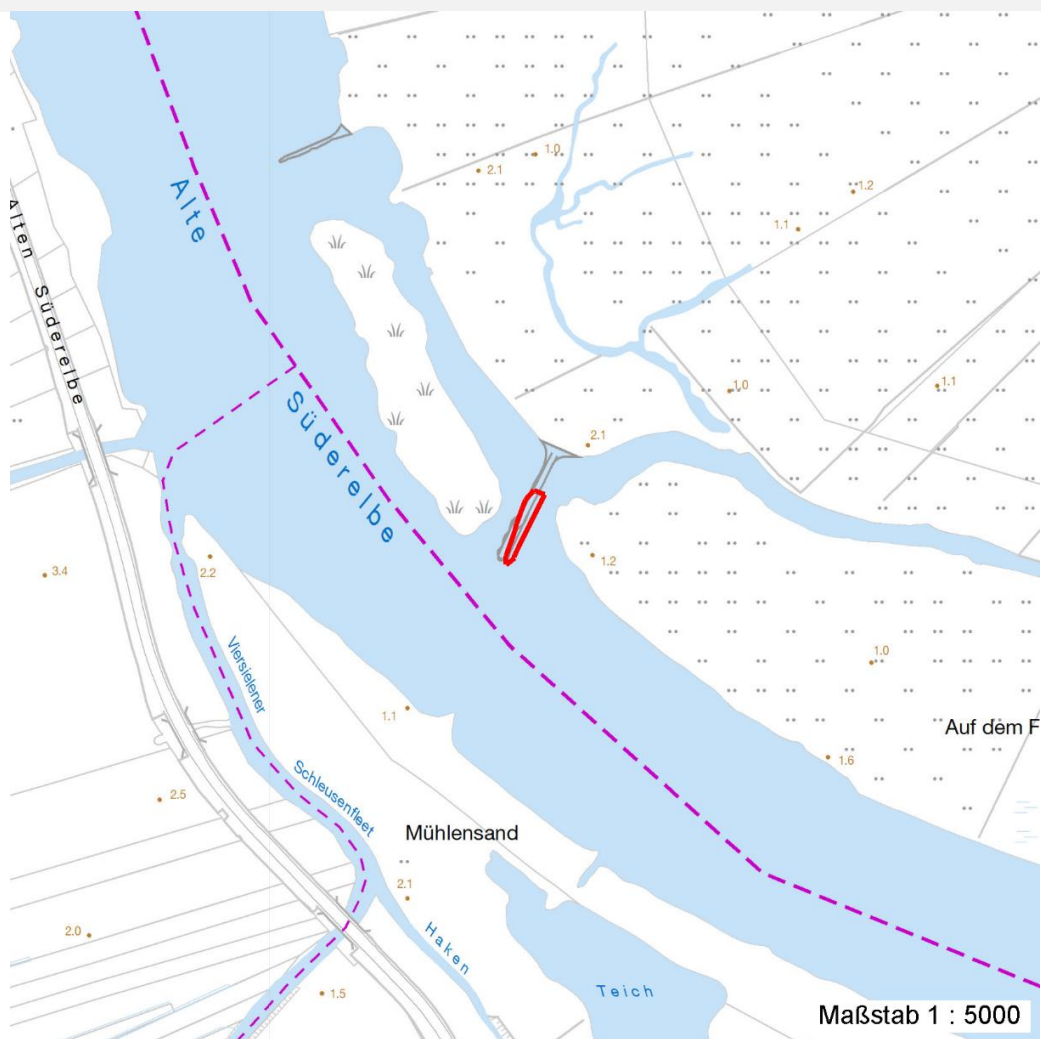 1.0
2.1
1.2
1.1
Alte
Alten Süderelbe
1.0
1.1
Süderelbe
2.1
3.4
2.2
1.2
Viersielener
1.0
1.1
Auf dem F
1.6
Schleusenfleet
2.5
Mühlensand
2.1
2.0
Haken
Teich
1.5
Maßstab 1 : 5000